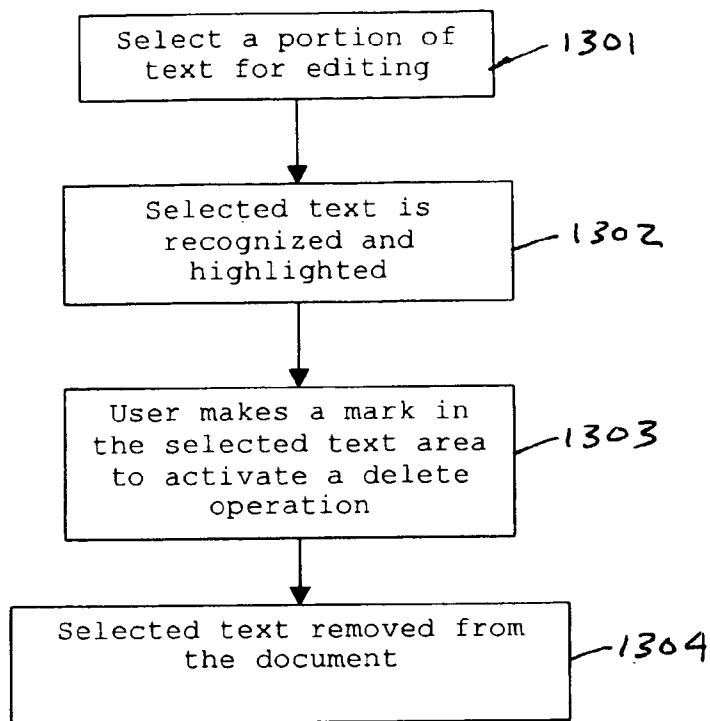 Select a portion of
text for editing
1301
Selected text is
recognized and
highlighted
1302
User makes a mark in
the selected text area
to activate a delete
operation
1303
Selected text removed from
the document
1304